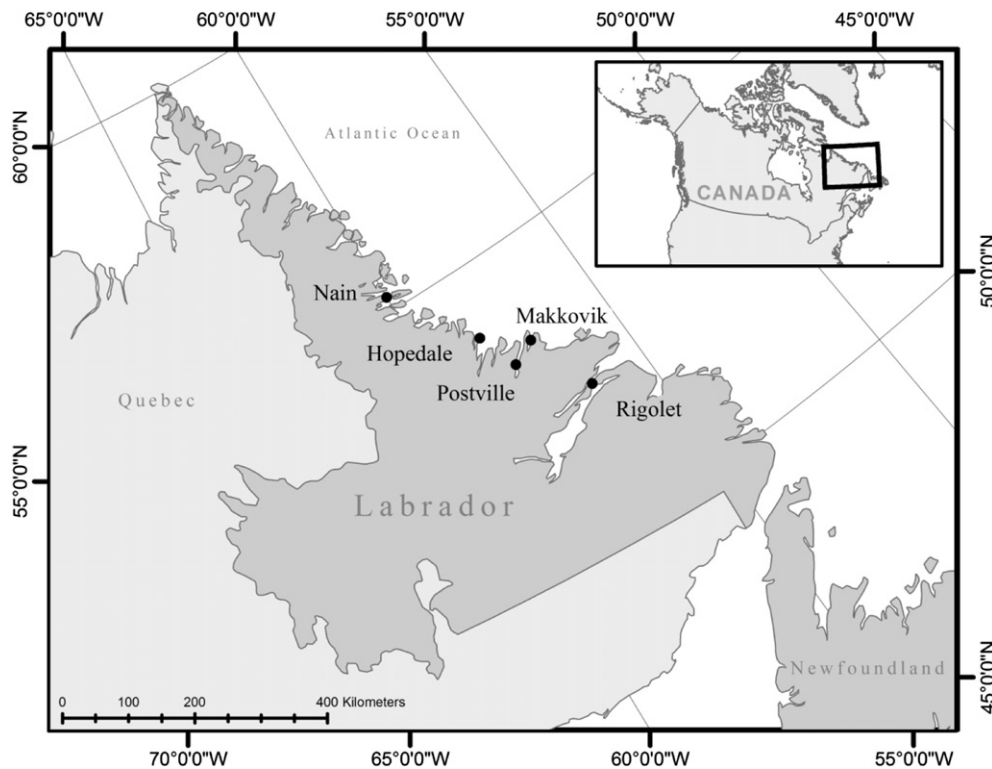 65°0'0"W 60°0'0"W 55°0'0"W 50°0'0"W 45°0'0"W
60°0'0"N
Atlantic Ocean
CANADA
50°0'0"N
Nain
Makkovik
Hopedale
Postville
Rigolet
Quebec
55°0'0"N
Labrador
Newfoundland
45°0'0"N
0 100 200 400 Kilometers
70°0'0"W 65°0'0"W 60°0'0"W 55°0'0"W